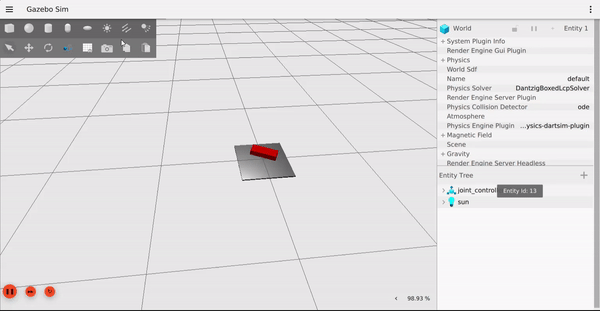 Gazebo Sim
World
Entity 1
+ System Plugin Info
Render Engine Gui Plugin
+ Physics
World Sdf
Name default
Physics Solver DantzigBoxedLcpSolver
Render Engine Server Plugin
Physics Collision Detector ode
Atmosphere
Physics Engine Plugin ...ysics-dartsim-plugin
+ Magnetic Field
Scene
+ Gravity
Render Engine Server Headless
Entity Tree
joint_control
Entity Id: 13
sun
98.93 %